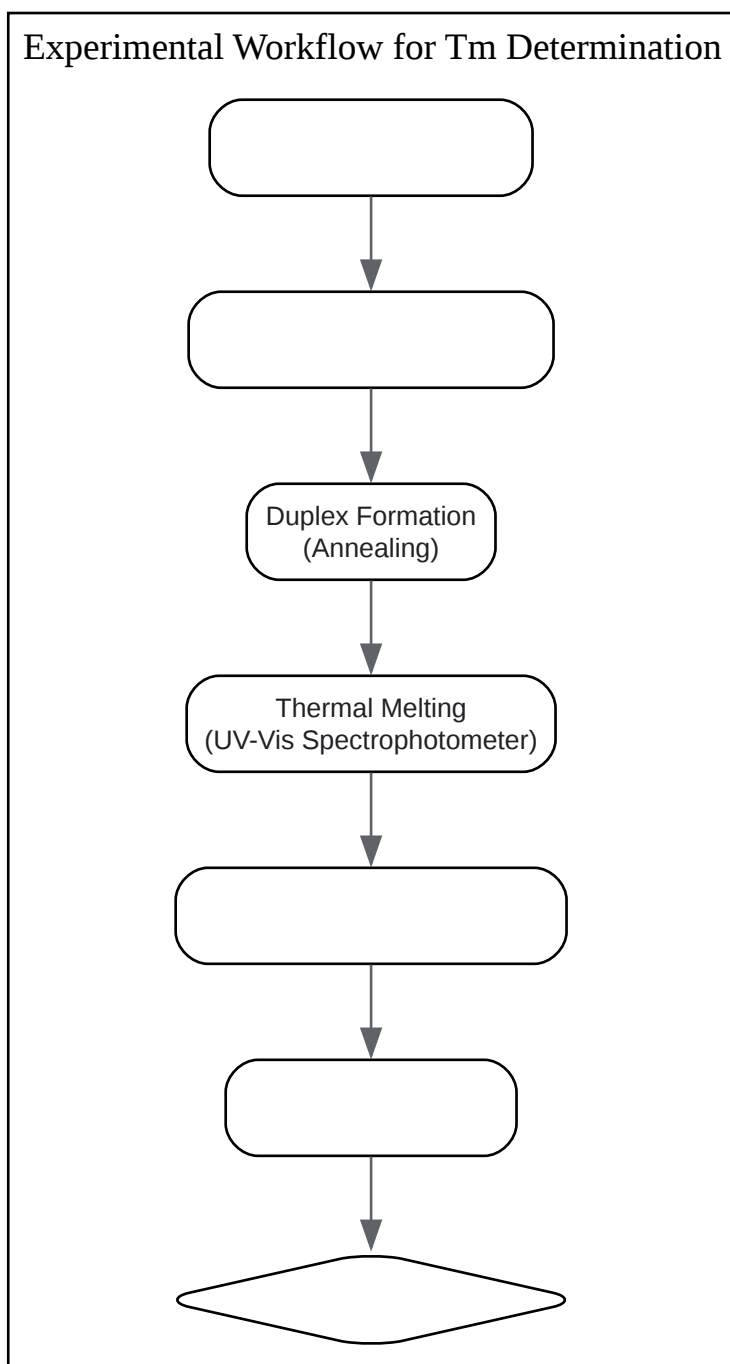 Experimental Workflow for Tm Determination
Duplex Formation
(Annealing)
Thermal Melting
(UV-Vis Spectrophotometer)